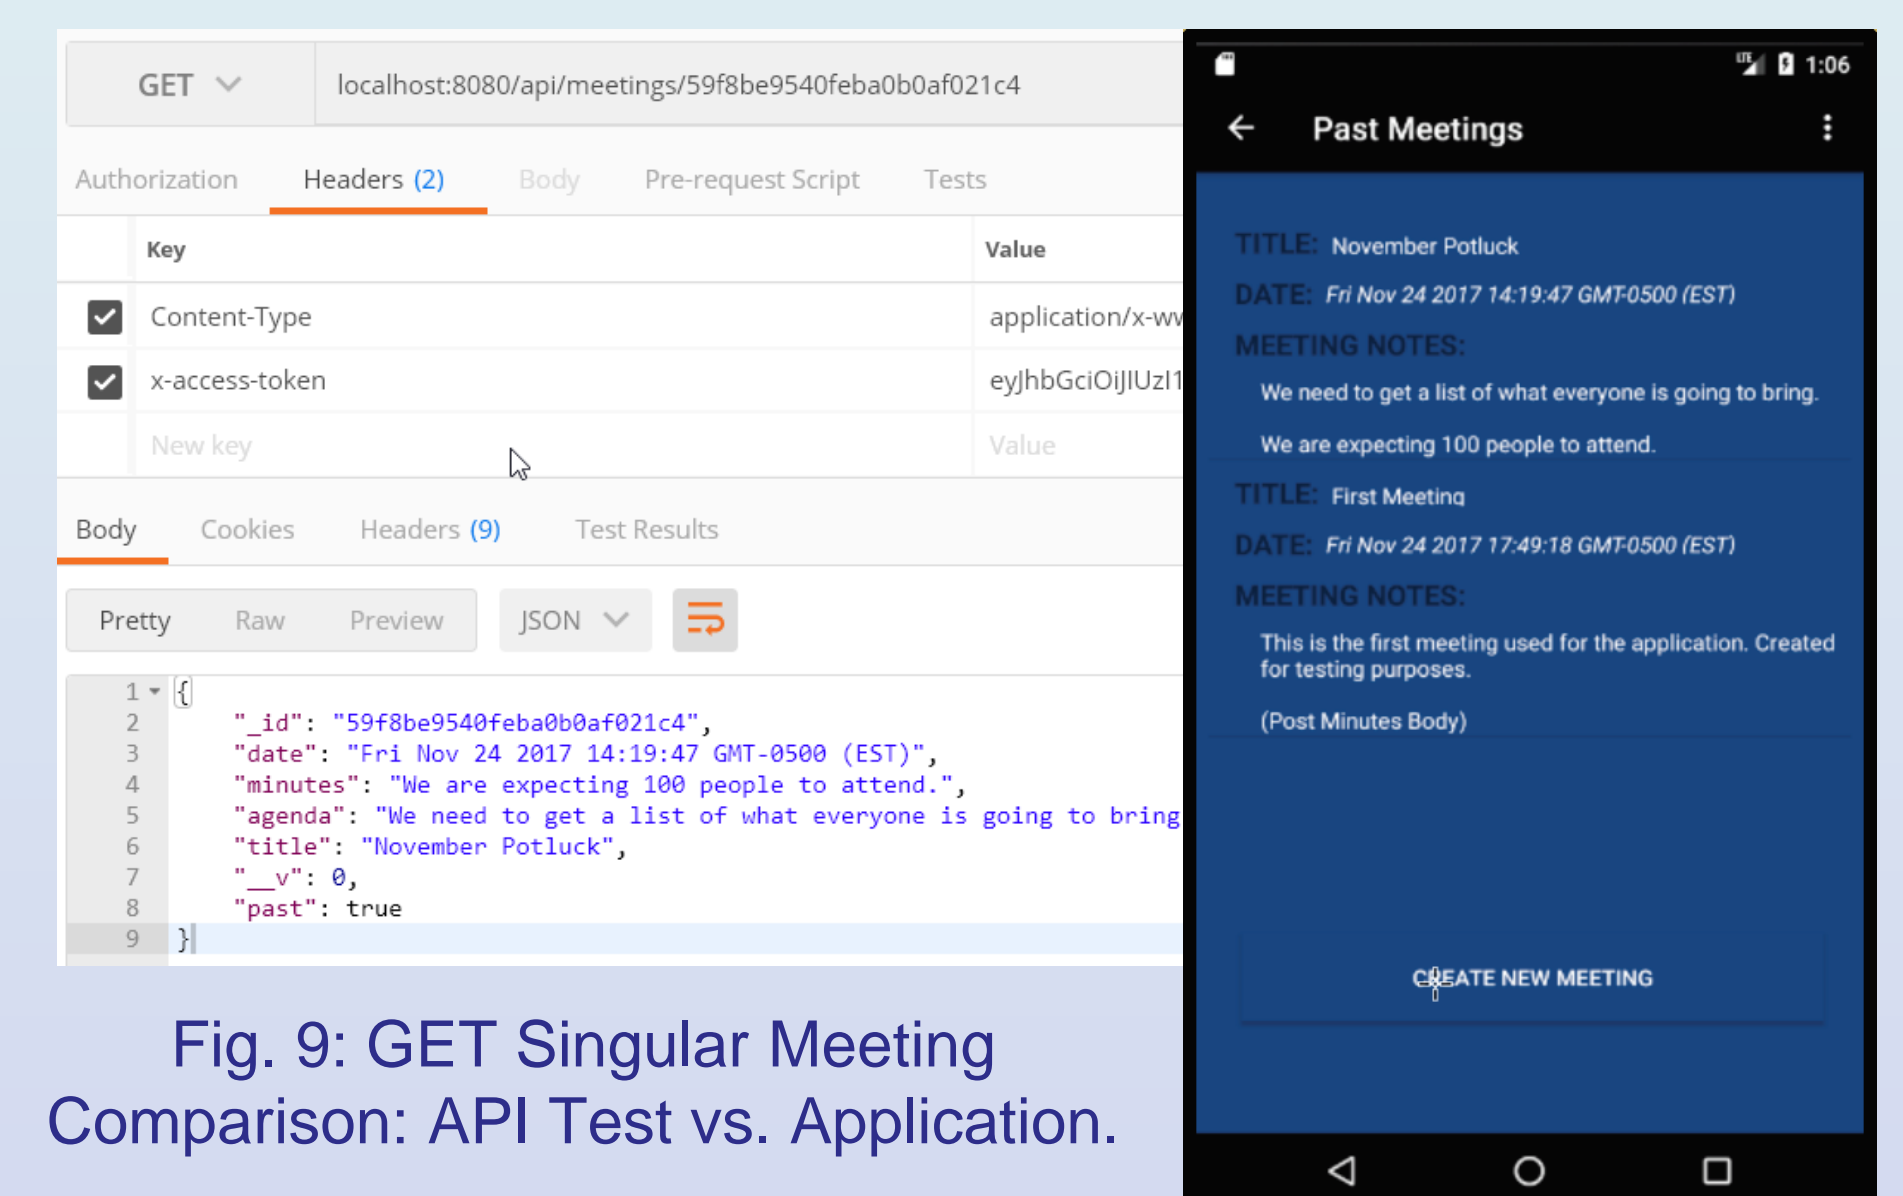 GET
localhost:8080/api/meetings/59f8be9540feba0b0af021c4
Authorization Headers (2) Body Pre-request Script Tests
Key Value
Content-Type application/x-wv
x-access-token eyJhbGciOiJIUzI1
New key Value
Body Cookies Headers (9) Test Results
Pretty Raw Preview JSON
1 {
2 "_id": "59f8be9540feba0b0af021c4",
3 "date": "Fri Nov 24 2017 14:19:47 GMT-0500 (EST)",
4 "minutes": "We are expecting 100 people to attend.",
5 "agenda": "We need to get a list of what everyone is going to bring
6 "title": "November Potluck",
7 "__v": 0,
8 "past": true
9 }
Fig. 9: GET Singular Meeting
Comparison: API Test vs. Application.
LTE 1:06
Past Meetings
TITLE: November Potluck
DATE: Fri Nov 24 2017 14:19:47 GMT-0500 (EST)
MEETING NOTES:
We need to get a list of what everyone is going to bring.
We are expecting 100 people to attend.
TITLE: First Meeting
DATE: Fri Nov 24 2017 17:49:18 GMT-0500 (EST)
MEETING NOTES:
This is the first meeting used for the application. Created
for testing purposes.
(Post Minutes Body)
CREATE NEW MEETING